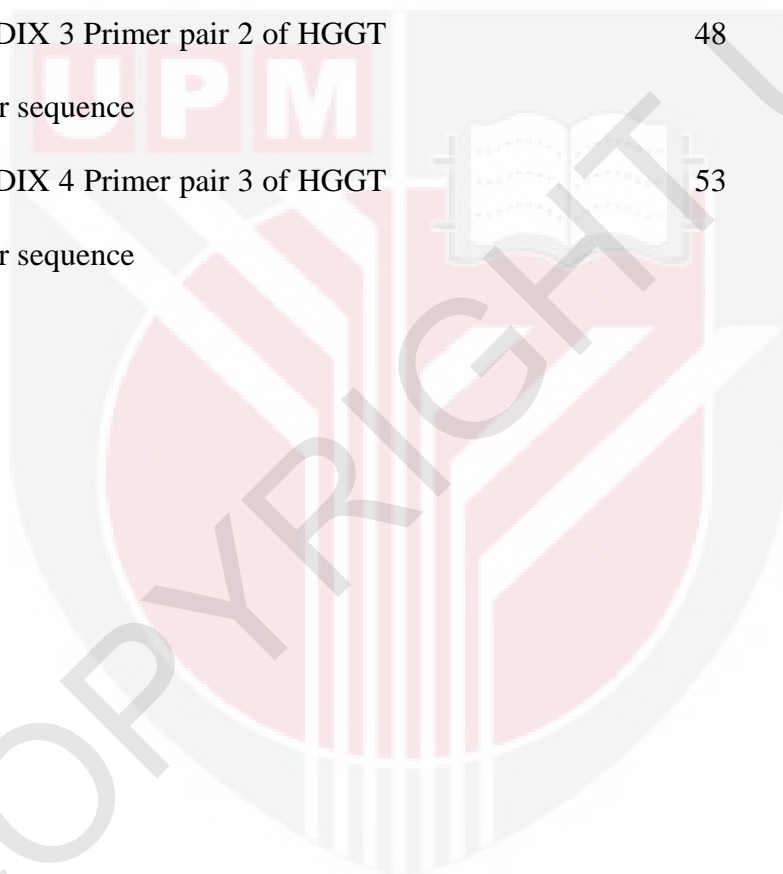 DIX 3 Primer pair 2 of HGGT 48
r sequence
DIX 4 Primer pair 3 of HGGT 53
r sequence
UPM
OPYRIGHT U